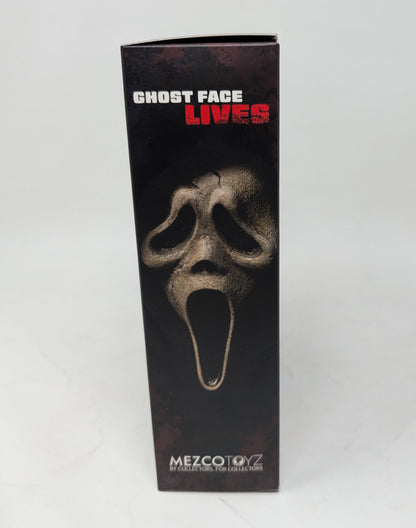 GHOST FACE
LIVES
MEZCOTOYZ
BY COLLECTORS, FOR COLLECTORS